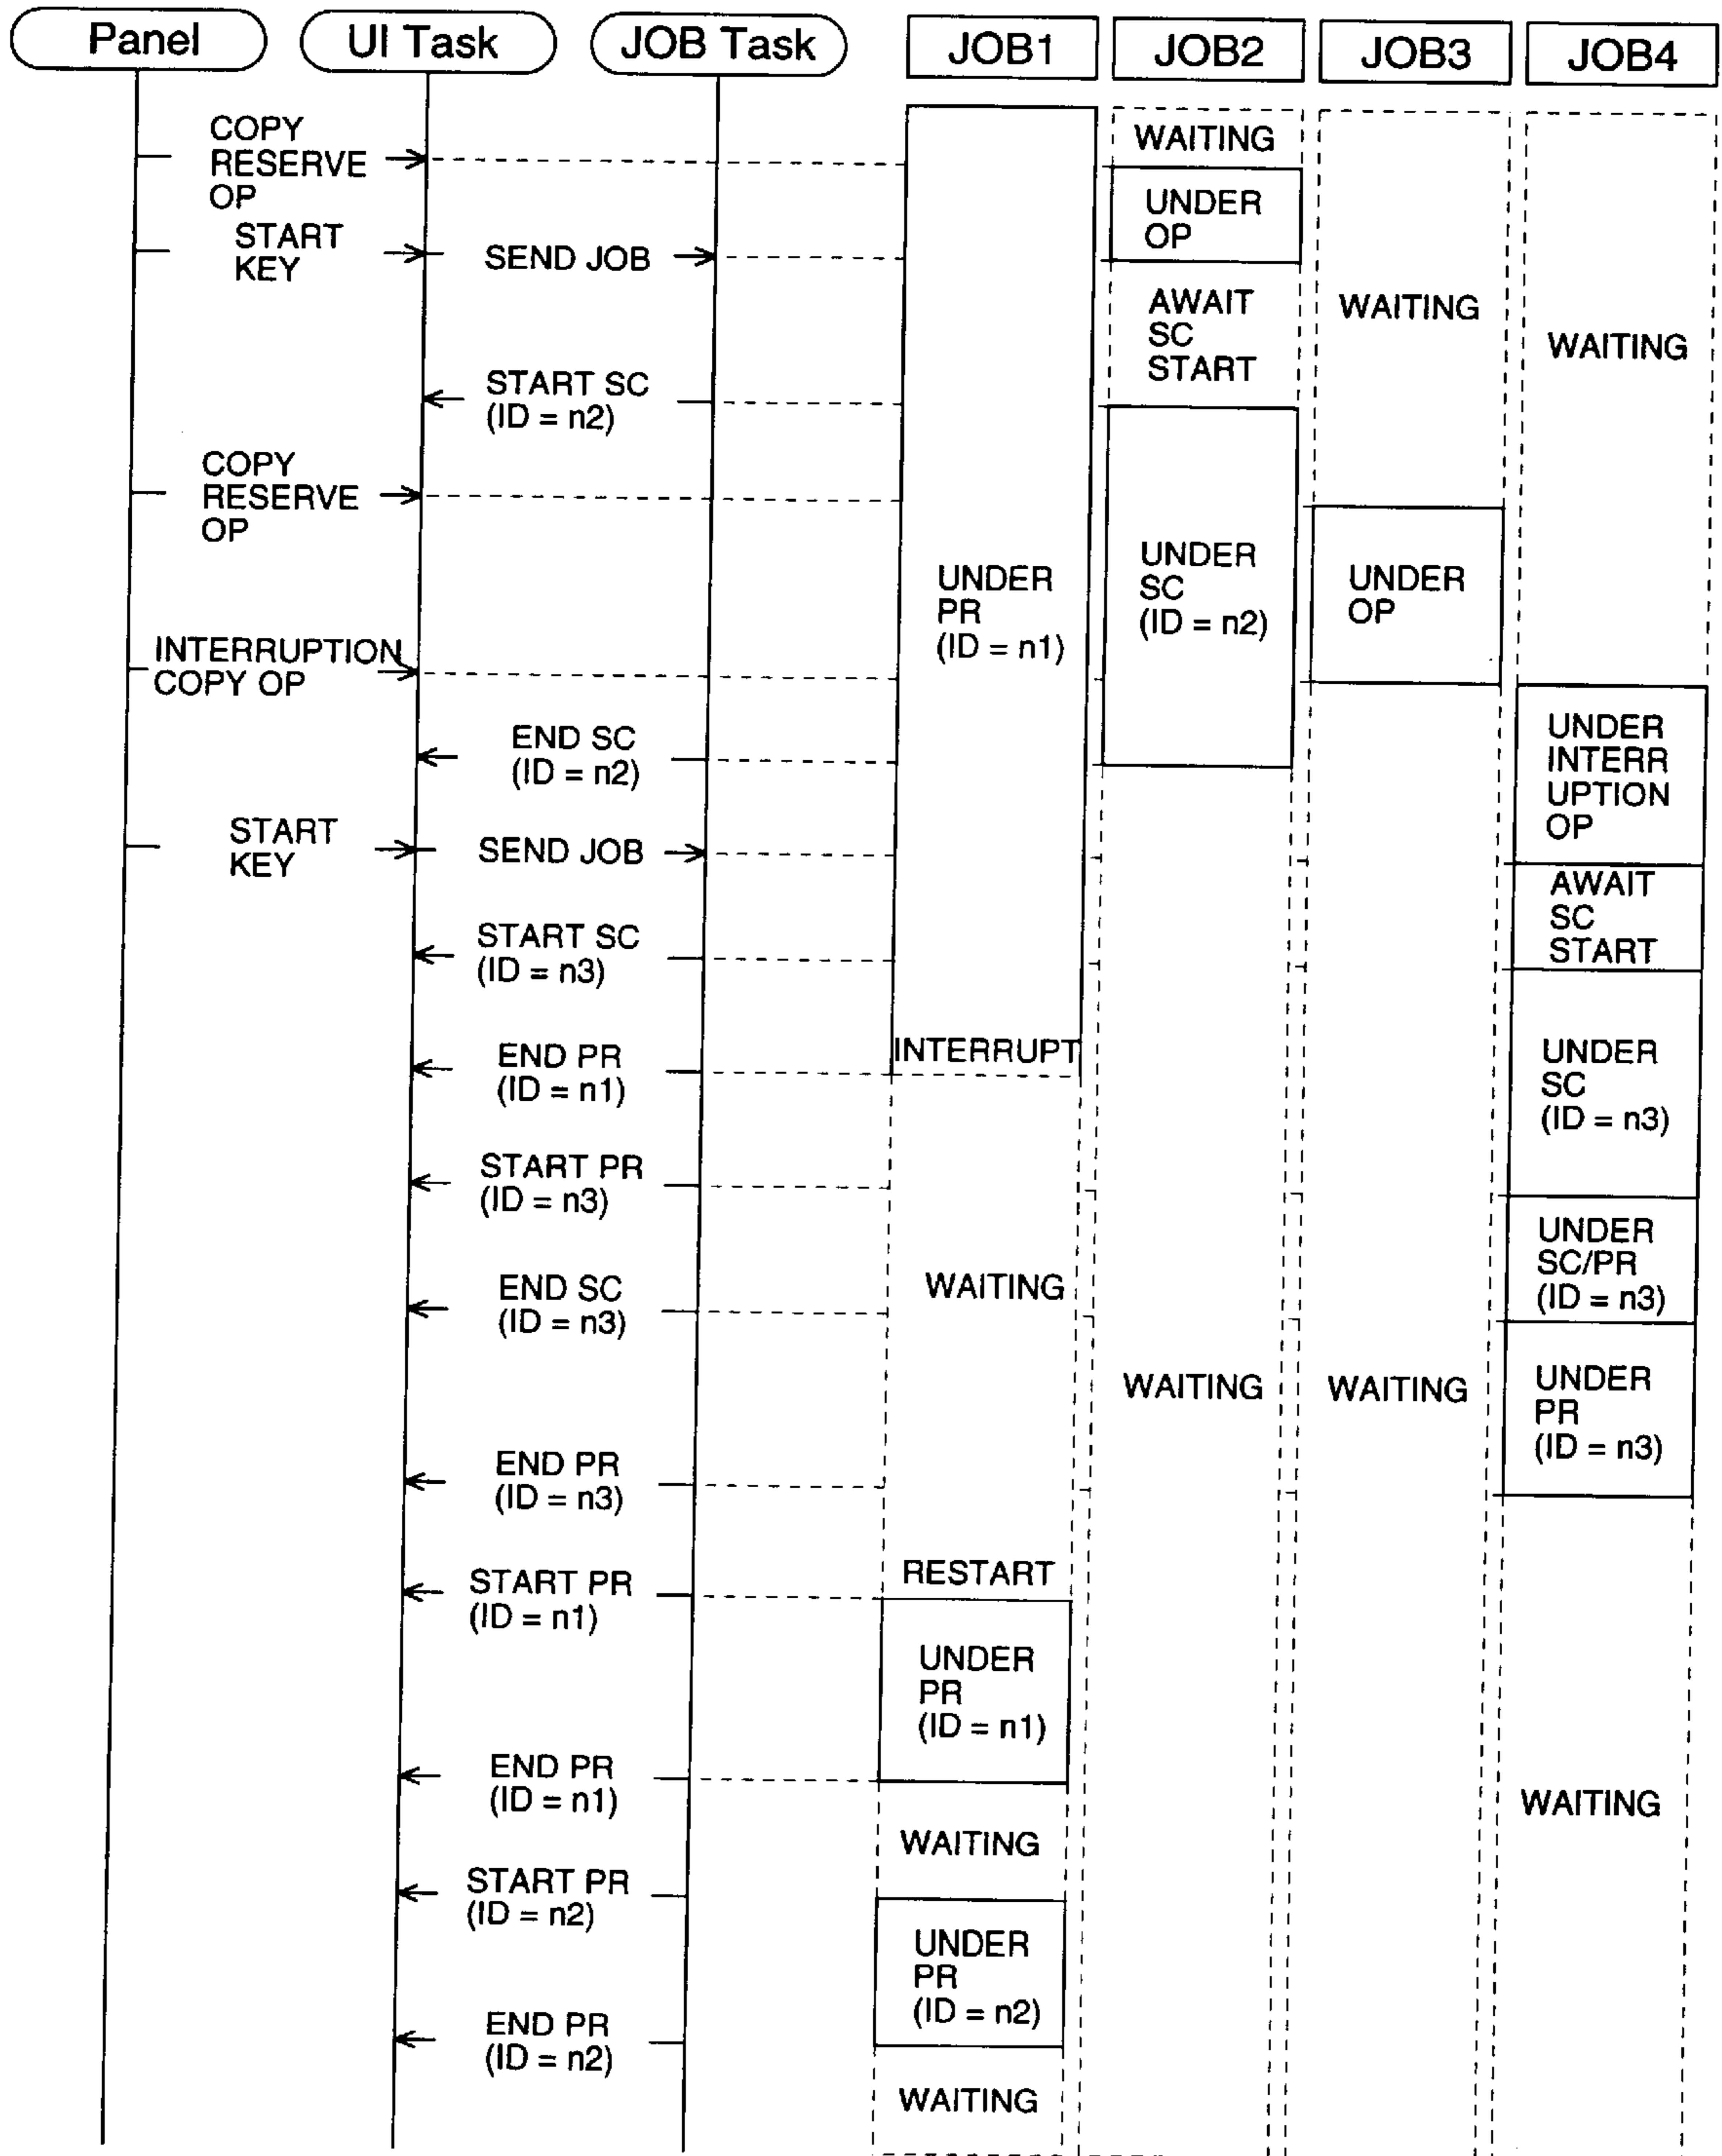 Panel
UI Task
JOB Task
JOB1
JOB2
JOB3
JOB4
COPY
RESERVE
OP
WAITING
UNDER
OP
START
KEY
SEND JOB
AWAIT
SC
START
WAITING
WAITING
START SC
(ID = n2)
COPY
RESERVE
OP
UNDER
PR
(ID = n1)
UNDER
SC
(ID = n2)
UNDER
OP
INTERRUPTION
COPY OP
END SC
(ID = n2)
UNDER
INTERR
UPTION
OP
START
KEY
SEND JOB
AWAIT
SC
START
START SC
(ID = n3)
INTERRUPT
END PR
(ID = n1)
UNDER
SC
(ID = n3)
START PR
(ID = n3)
UNDER
SC/PR
(ID = n3)
END SC
(ID = n3)
WAITING
WAITING
WAITING
UNDER
PR
(ID = n3)
END PR
(ID = n3)
RESTART
START PR
(ID = n1)
UNDER
PR
(ID = n1)
END PR
(ID = n1)
WAITING
WAITING
START PR
(ID = n2)
UNDER
PR
(ID = n2)
END PR
(ID = n2)
WAITING